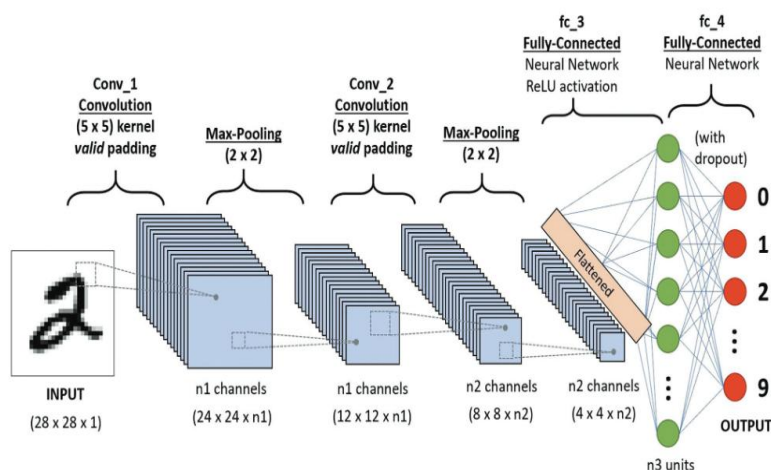 fc_3
Fully-Connected
Neural Network
ReLU activation
fc_4
Fully-Connected
Neural Network
Conv_1
Convolution
(5 x 5) kernel
valid padding
Max-Pooling
(2 x 2)
Conv_2
Convolution
(5 x 5) kernel
valid padding
Max-Pooling
(2 x 2)
(with
dropout)
2
Flattened
0
1
2
9
INPUT
(28 x 28 x 1)
n1 channels
(24 x 24 x n1)
n1 channels
(12 x 12 x n1)
n2 channels
(8 x 8 x n2)
n2 channels
(4 x 4 x n2)
OUTPUT
n3 units